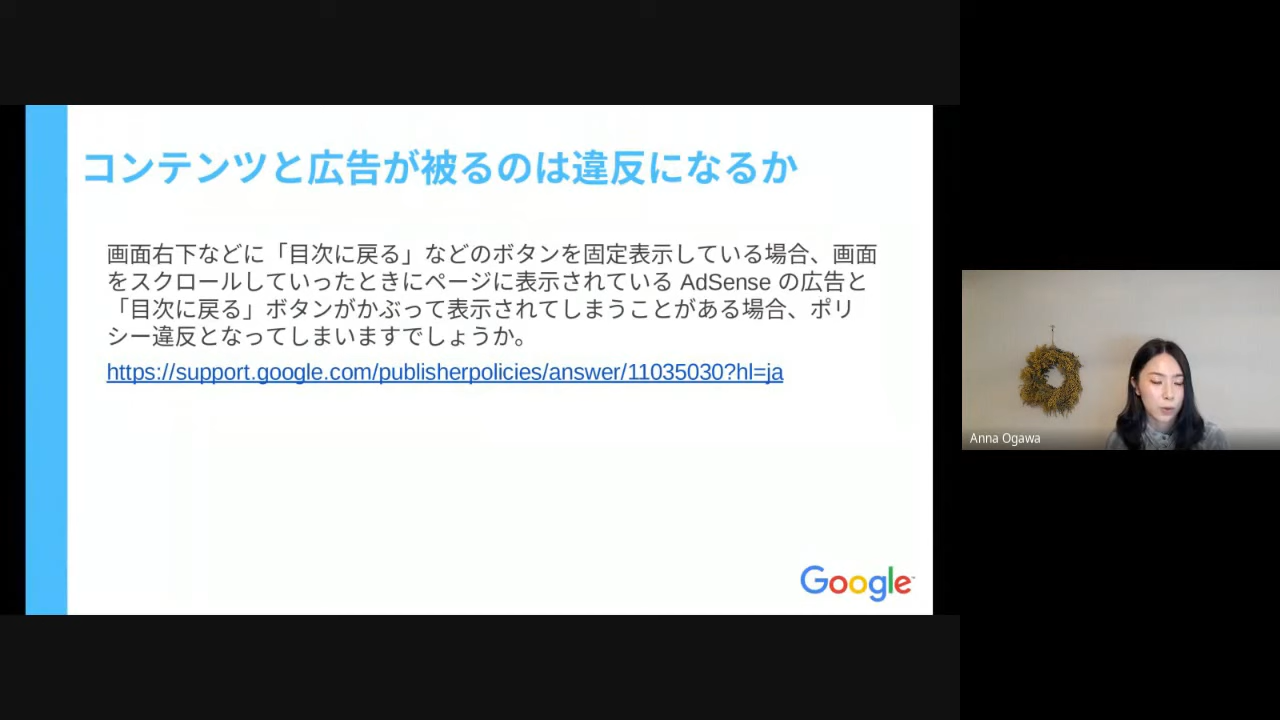 コンテンツと広告が被るのは違反になるか
画面右下などに「目次に戻る」などのボタンを固定表示している場合、画面
をスクロールしていったときにページに表示されている AdSense の広告と
「目次に戻る」ボタンがかぶって表示されてしまうことがある場合、ポリ
シー違反となってしまいますでしょうか。
https://support.google.com/publisherpolicies/answer/11035030?hl=ja
Google
Anna Ogawa